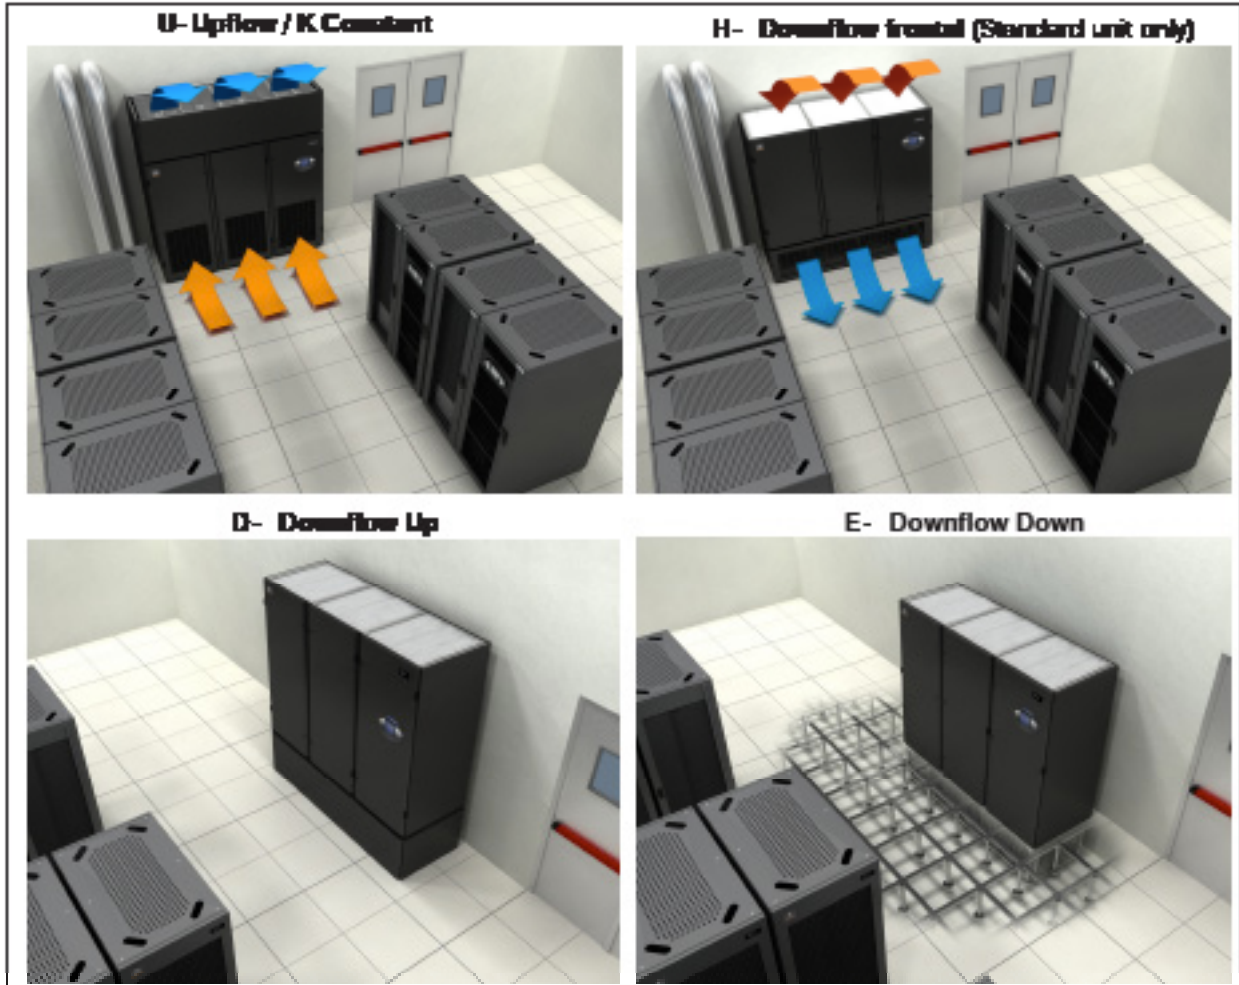 U- Upflow / K Constant
H- Downflow frontal (Standard unit only)
D- Downflow Up
E- Downflow Down